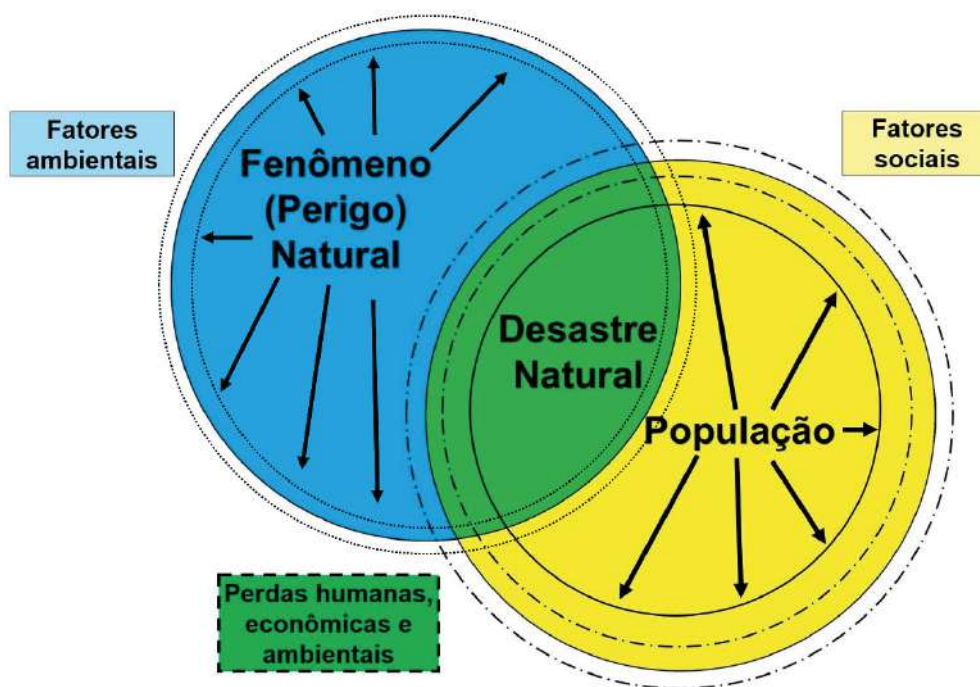 Fatores
ambientais
Fatores
sociais
Fenômeno
(Perigo)
Natural
Desastre
Natural
População
Perdas humanas,
econômicas e
ambientais